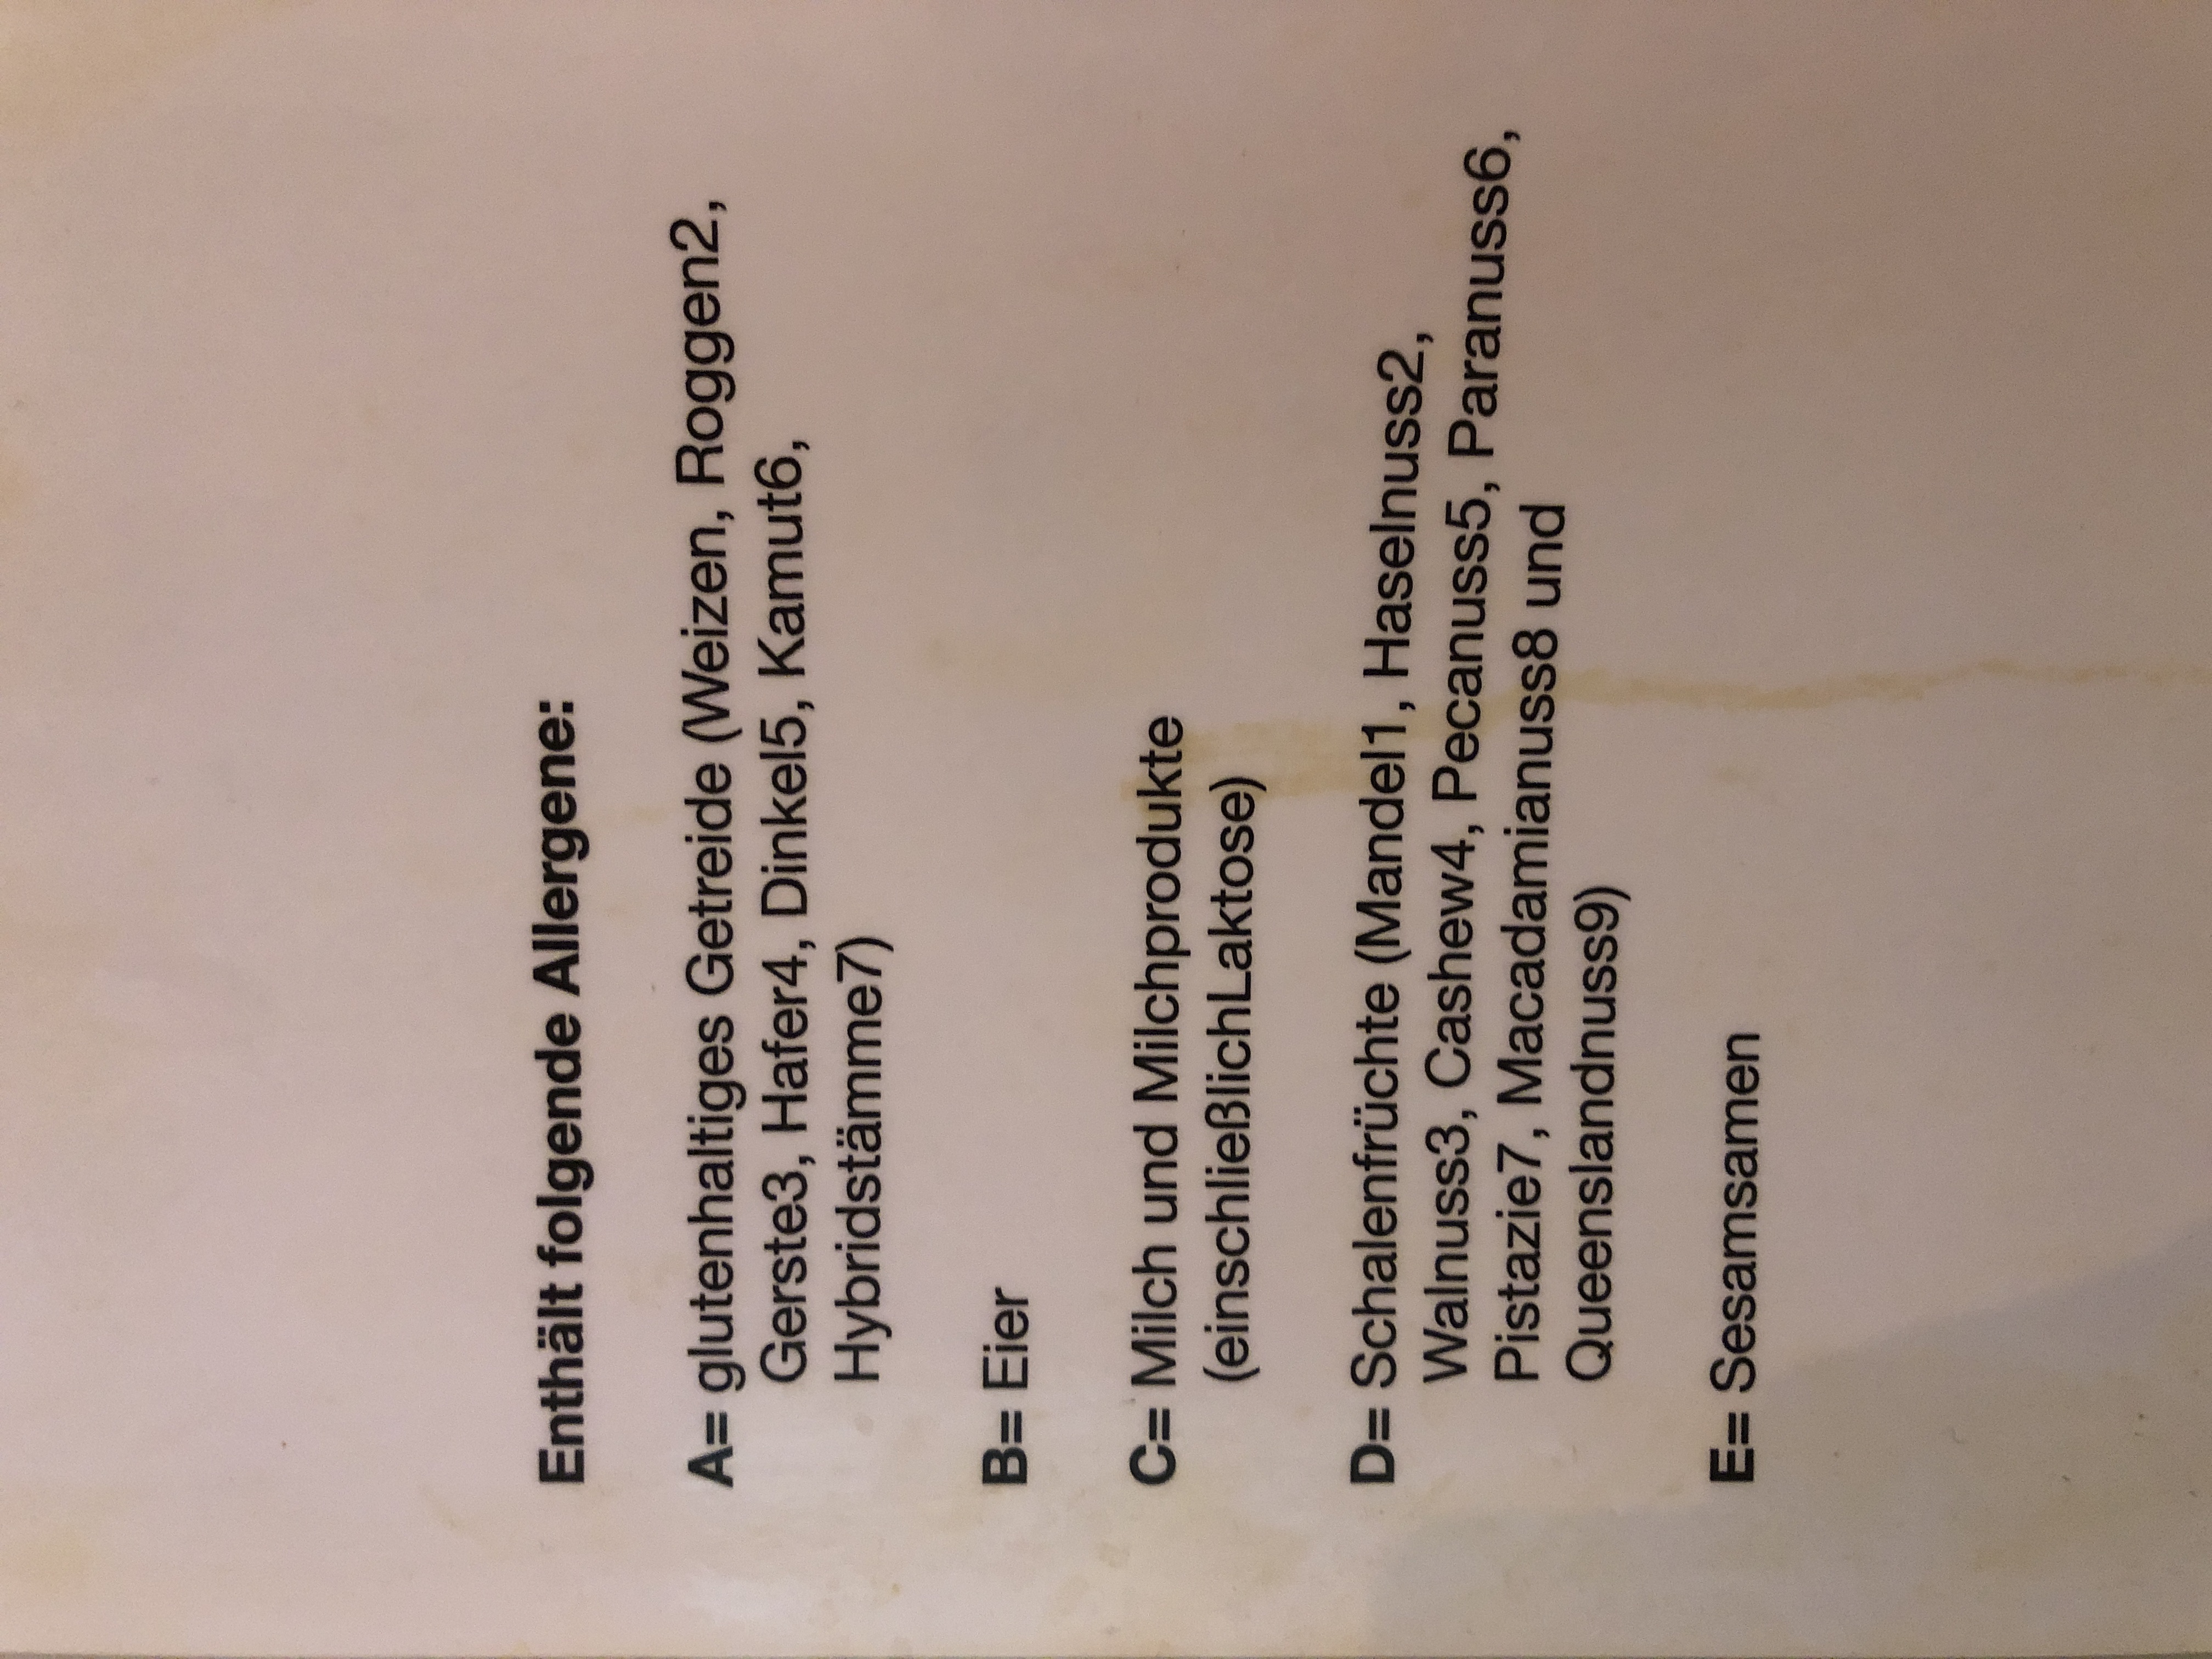 Enthält folgende Allergene:
A= glutenhaltiges Getreide (Weizen, Roggen2,
Gerste3, Hafer4, Dinkel5, Kamut6,
Hybridstämme7)
B= Eier
C= Milch und Milchprodukte
(einschließlichLaktose)
D= Schalenfrüchte (Mandel1, Haselnuss2,
Walnuss3, Cashew4, Pecanuss5, Paranuss6,
Pistazie7, Macadamianuss8 und
Queenslandnuss9)
E= Sesamsamen